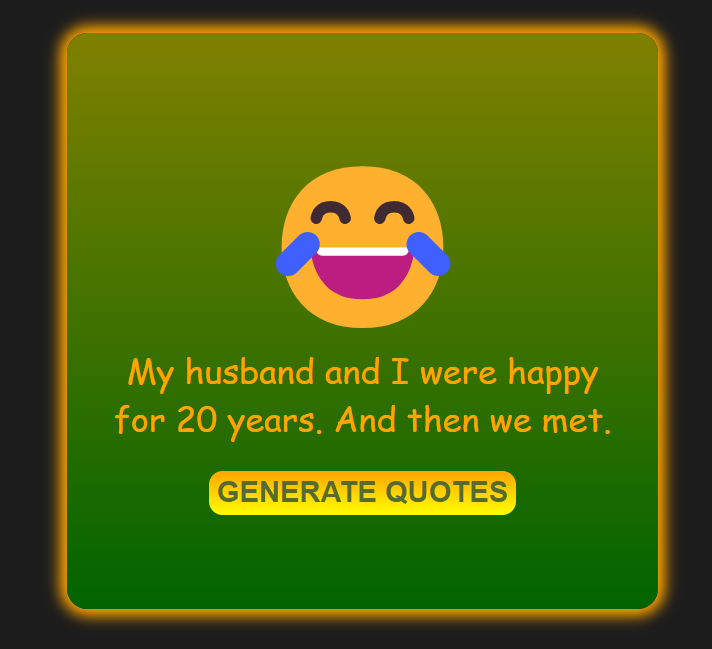 My husband and I were happy
for 20 years. And then we met.
GENERATE QUOTES